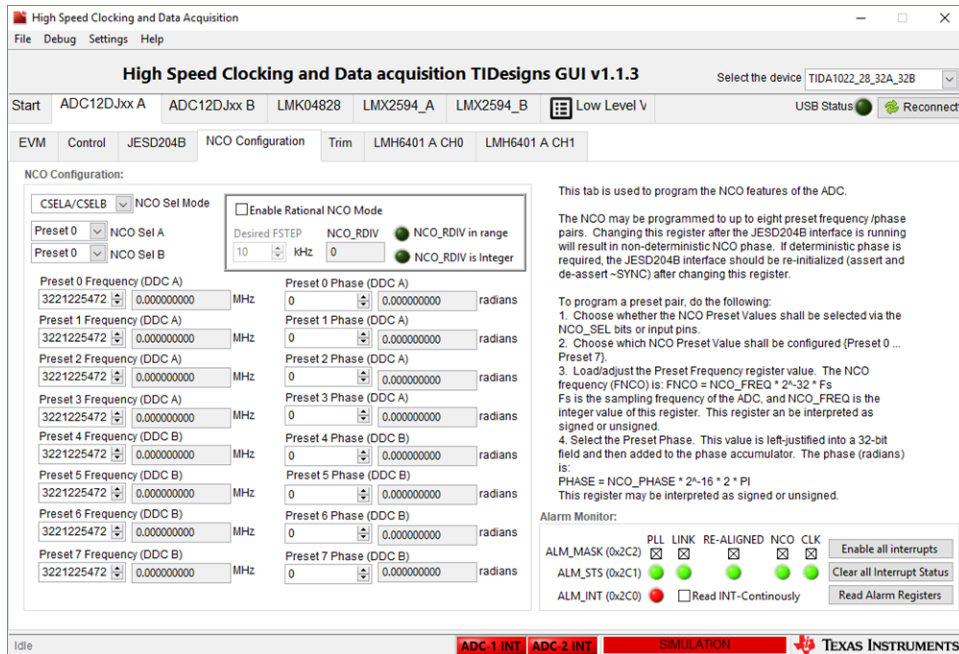 High Speed Clocking and Data Acquisition
File Debug Settings Help
High Speed Clocking and Data acquisition TIDesigns GUI v1.1.3
Select the device TIDA1022_28_32A_32B
Start ADC12DJxx A ADC12DJxx B LMK04828 LMX2594_A LMX2594_B Low Level V
USB Status Reconnect
EVM Control JESD204B NCO Configuration Trim LMH6401 A CH0 LMH6401 A CH1
NCO Configuration:
CSELA/CSELB NCO Sel Mode
Preset 0 NCO Sel A
Preset 0 NCO Sel B
Enable Rational NCO Mode
Desired FSTEP NCO_RDIV NCO_RDIV in range
10 kHz 0 NCO_RDIV is Integer
Preset 0 Frequency (DDC A) Preset 0 Phase (DDC A)
3221225472 0.000000000 MHz 0 0.000000000 radians
Preset 1 Frequency (DDC A) Preset 1 Phase (DDC A)
3221225472 0.000000000 MHz 0 0.000000000 radians
Preset 2 Frequency (DDC A) Preset 2 Phase (DDC A)
3221225472 0.000000000 MHz 0 0.000000000 radians
Preset 3 Frequency (DDC A) Preset 3 Phase (DDC A)
3221225472 0.000000000 MHz 0 0.000000000 radians
Preset 4 Frequency (DDC B) Preset 4 Phase (DDC B)
3221225472 0.000000000 MHz 0 0.000000000 radians
Preset 5 Frequency (DDC B) Preset 5 Phase (DDC B)
3221225472 0.000000000 MHz 0 0.000000000 radians
Preset 6 Frequency (DDC B) Preset 6 Phase (DDC B)
3221225472 0.000000000 MHz 0 0.000000000 radians
Preset 7 Frequency (DDC B) Preset 7 Phase (DDC B)
3221225472 0.000000000 MHz 0 0.000000000 radians
This tab is used to program the NCO features of the ADC.
The NCO may be programmed to up to eight preset frequency /phase
pairs. Changing this register after the JESD204B interface is running
will result in non-deterministic NCO phase. If deterministic phase is
required, the JESD204B interface should be re-initialized (assert and
de-assert ~SYNC) after changing this register.
To program a preset pair, do the following:
1. Choose whether the NCO Preset Values shall be selected via the
NCO_SEL bits or input pins.
2. Choose which NCO Preset Value shall be configured {Preset 0 ...
Preset 7}.
3. Load/adjust the Preset Frequency register value. The NCO
frequency (FNCO) is: FNCO = NCO_FREQ * 2^-32 * Fs
Fs is the sampling frequency of the ADC, and NCO_FREQ is the
integer value of this register. This register an be interpreted as
signed or unsigned.
4. Select the Preset Phase. This value is left-justified into a 32-bit
field and then added to the phase accumulator. The phase (radians)
is:
PHASE = NCO_PHASE * 2^-16 * 2 * PI
This register may be interpreted as signed or unsigned.
Alarm Monitor:
PLL LINK RE-ALIGNED NCO CLK
ALM_MASK (0x2C2) Enable all interrupts
ALM_STS (0x2C1) Clear all Interrupt Status
ALM_INT (0x2C0) Read INT-Continously Read Alarm Registers
Idle ADC-1 INT ADC-2 INT SIMULATION TEXAS INSTRUMENTS